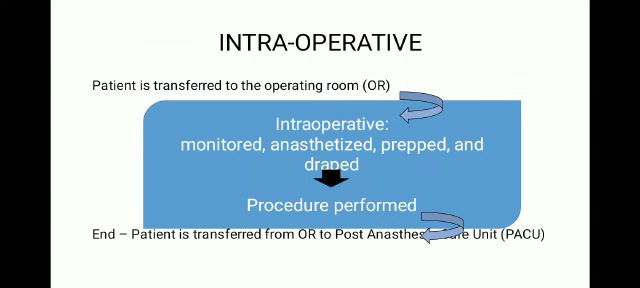 INTRA-OPERATIVE
Patient is transferred to the operating room (OR)
Intraoperative:
monitored, anasthetized, prepped, and
draped
Procedure performed
End – Patient is transferred from OR to Post Anasthes Unit (PACU)